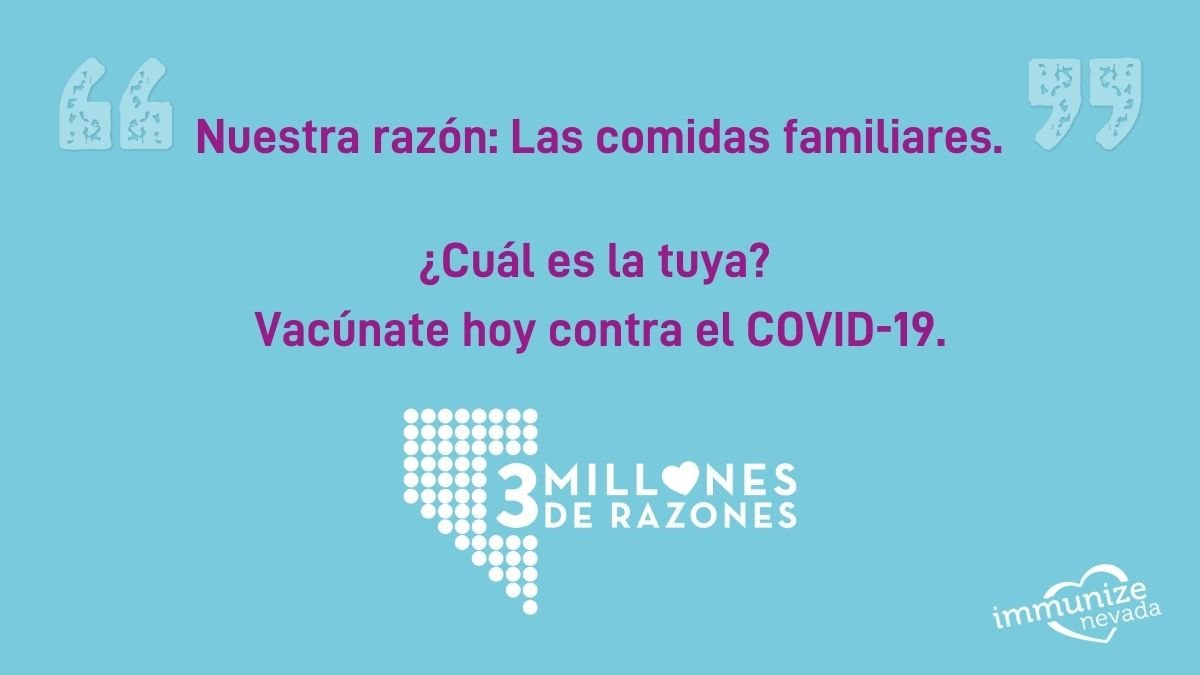 Nuestra razón: Las comidas familiares.
¿Cuál es la tuya?
Vacúnate hoy contra el COVID-19.
3 MILLONES
DE RAZONES
immunize
nevada